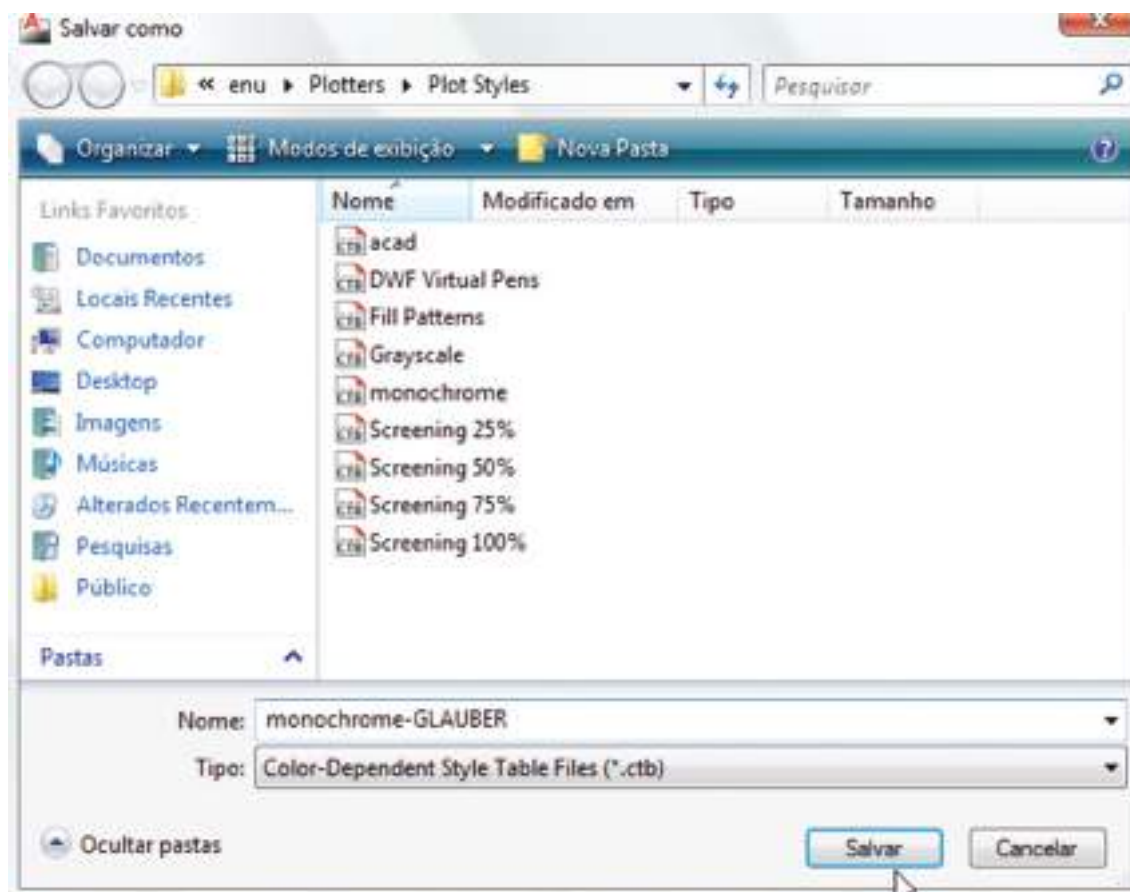 Salvar como
« enu ▸ Plotters ▸ Plot Styles Pesquisar
Organizar Modos de exibição Nova Pasta
Links Favoritos
Documentos
Locais Recentes
Computador
Desktop
Imagens
Músicas
Alterados Recentem...
Pesquisas
Público
Pastas
Nome Modificado em Tipo Tamanho
acad
DWF Virtual Pens
Fill Patterns
Grayscale
monochrome
Screening 25%
Screening 50%
Screening 75%
Screening 100%
Nome: monochrome-GLAUBER
Tipo: Color-Dependent Style Table Files (*.ctb)
Ocultar pastas Salvar Cancelar